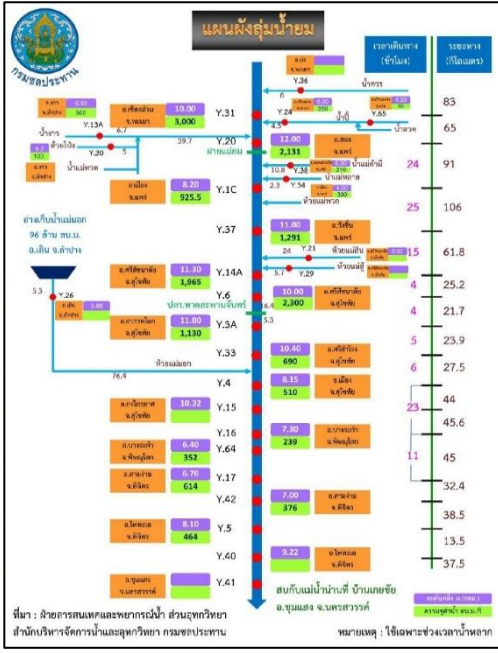 แผนผังลุ่มน้ำยม
กรมชลประทาน
เวลาเดินทาง
(ชั่วโมง)
ระยะทาง
(กิโลเมตร)
Y.36
น้ำควร
83
Y.31
อ.เชียงม่วน
จ.พะเยา
10.00
3,000
Y.24
Y.65
4.5
น้ำปี้
65
Y.13A
น้ำงาว
6.7
ห้วยโป่ง
Y.30
5
39.7
Y.20
ฝายแม่ยม
12.00
2,131
อ.สอง
จ.แพร่
24
91
10.8
Y.38
2.3
Y.34
อ.เมือง
จ.แพร่
8.20
925.5
Y.1C
ห้วยแม่พวก
25
106
อ่างเก็บน้ำแม่มอก
96 ล้าน ลบ.ม.
อ.เถิน จ.ลำปาง
Y.37
11.00
1,291
อ.วังชิ้น
จ.แพร่
24
Y.21
ห้วยแม่สิน
15
61.8
5.7
Y.29
อ.ศรีสัชนาลัย
จ.สุโขทัย
11.30
1,965
Y.14A
4
25.2
5.3
Y.26
Y.6
10.00
2,300
อ.ศรีสัชนาลัย
จ.สุโขทัย
ปตร.หาดสะพานจันทร์
16.4
5.3
4
21.7
อ.สวรรคโลก
จ.สุโขทัย
11.00
1,130
Y.3A
5
23.9
Y.33
10.40
690
อ.ศรีสำโรง
จ.สุโขทัย
6
27.5
ห้วยแม่มอก
76.4
Y.4
8.15
510
อ.เมือง
จ.สุโขทัย
23
44
อ.กงไกรลาศ
จ.สุโขทัย
10.32
Y.15
45.6
Y.16
7.30
239
อ.บางระกำ
จ.พิษณุโลก
อ.บางระกำ
จ.พิษณุโลก
6.40
352
Y.64
11
45
อ.สามง่าม
จ.พิจิตร
6.76
614
Y.17
32.4
Y.42
7.00
376
อ.สามง่าม
จ.พิจิตร
38.5
อ.โพทะเล
จ.พิจิตร
8.10
464
Y.5
13.5
Y.40
9.22
อ.โพทะเล
จ.พิจิตร
37.5
อ.ชุมแสง
จ.นครสวรรค์
Y.41
สบกับแม่น้ำน่านที่ บ้านเกยชัย
อ.ชุมแสง จ.นครสวรรค์
ที่มา : ฝ่ายสารสนเทศและพยากรณ์น้ำ ส่วนอุทกวิทยา
สำนักบริหารจัดการน้ำและอุทกวิทยา กรมชลประทาน
หมายเหตุ : ใช้เฉพาะช่วงเวลาน้ำหลาก